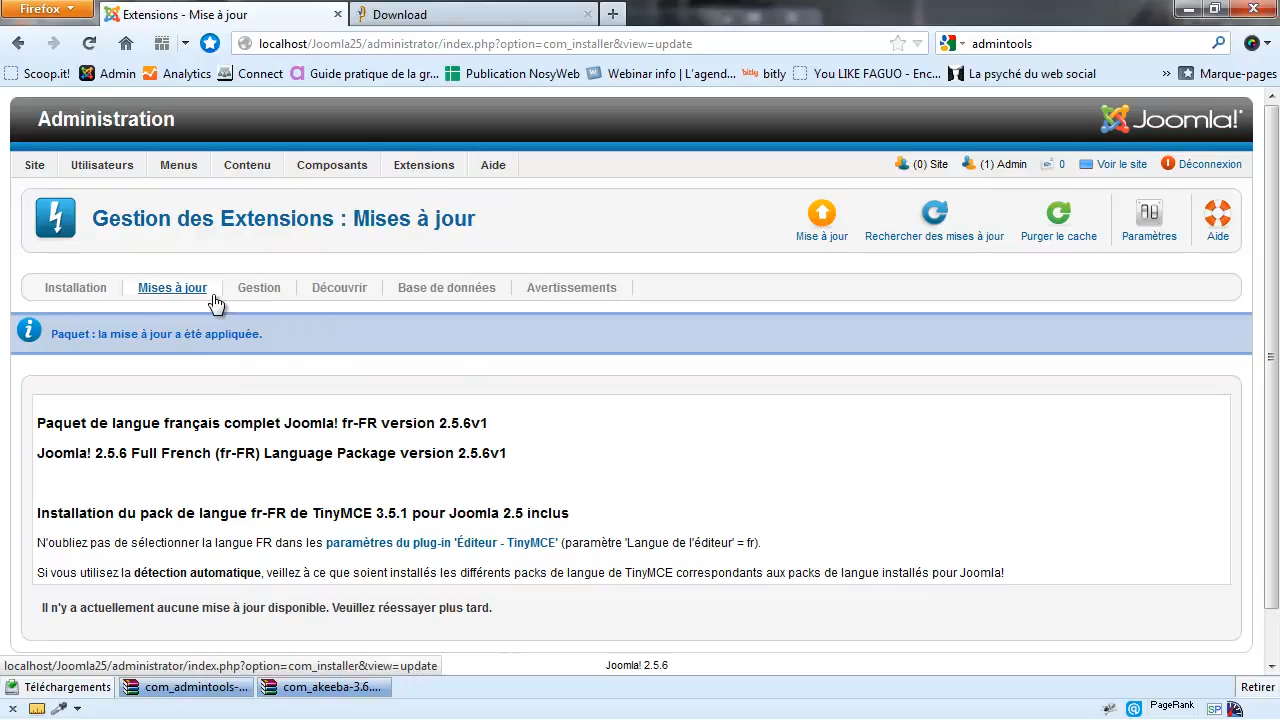 Firefox
Extensions - Mise à jour
Download
localhost/Joomla25/administrator/index.php?option=com_installer&view=update
admintools
Scoop.it! Admin Analytics Connect Guide pratique de la gr... Publication NosyWeb Webinar info | L'agend... bitly bitly You LIKE FAGUO - Enc... La psyché du web social » Marque-pages
Administration
Joomla!
Site Utilisateurs Menus Contenu Composants Extensions Aide
(0) Site (1) Admin 0 Voir le site Déconnexion
Gestion des Extensions : Mises à jour
Mise à jour Rechercher des mises à jour Purger le cache Paramètres Aide
Installation Mises à jour Gestion Découvrir Base de données Avertissements
Paquet : la mise à jour a été appliquée.
Paquet de langue français complet Joomla! fr-FR version 2.5.6v1
Joomla! 2.5.6 Full French (fr-FR) Language Package version 2.5.6v1
Installation du pack de langue fr-FR de TinyMCE 3.5.1 pour Joomla 2.5 inclus
N'oubliez pas de sélectionner la langue FR dans les paramètres du plug-in 'Éditeur - TinyMCE' (paramètre 'Langue de l'éditeur' = fr).
Si vous utilisez la détection automatique, veillez à ce que soient installés les différents packs de langue de TinyMCE correspondants aux packs de langue installés pour Joomla!
Il n'y a actuellement aucune mise à jour disponible. Veuillez réessayer plus tard.
localhost/Joomla25/administrator/index.php?option=com_installer&view=update
Joomla! 2.5.6
Téléchargements com_admintools-... com_akeeba-3.6.... Retirer
PageRank SP